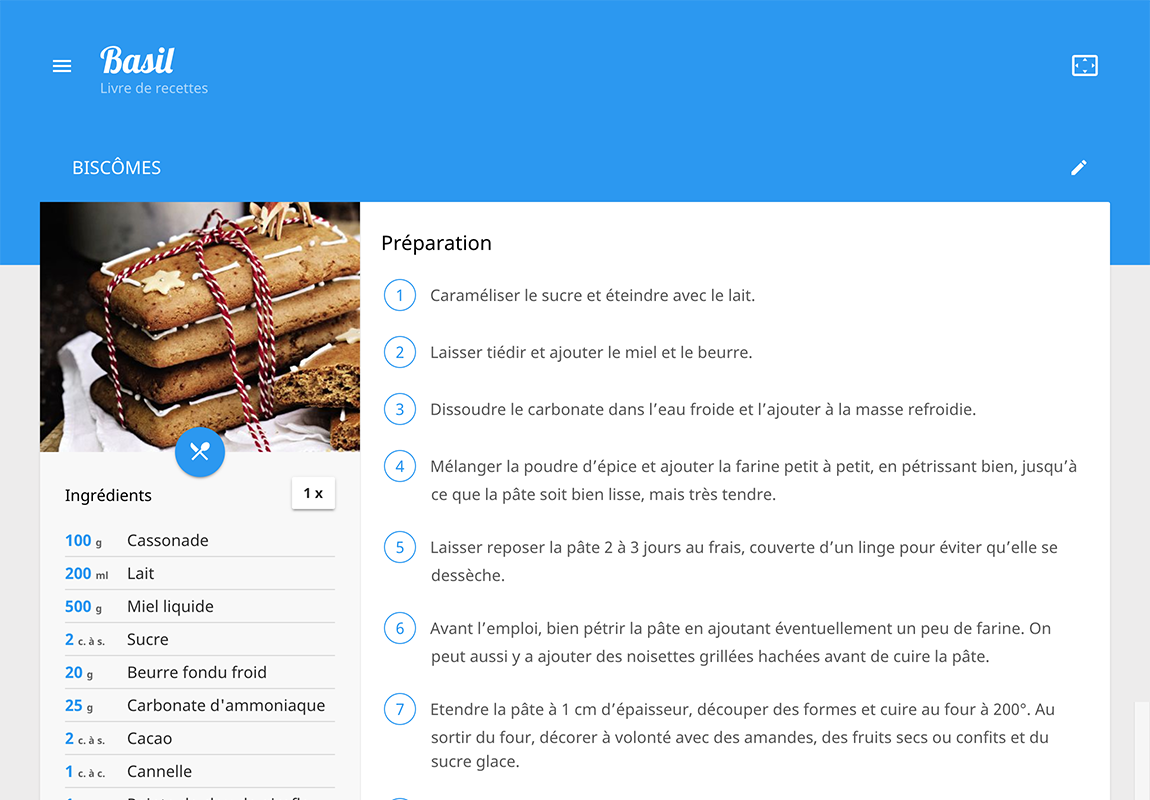 Basil
Livre de recettes
BISCÔMES
Préparation
1 Caraméliser le sucre et éteindre avec le lait.
2 Laisser tiédir et ajouter le miel et le beurre.
3 Dissoudre le carbonate dans l’eau froide et l’ajouter à la masse refroidie.
4 Mélanger la poudre d’épice et ajouter la farine petit à petit, en pétrissant bien, jusqu’à
ce que la pâte soit bien lisse, mais très tendre.
5 Laisser reposer la pâte 2 à 3 jours au frais, couverte d’un linge pour éviter qu’elle se
dessèche.
6 Avant l’emploi, bien pétrir la pâte en ajoutant éventuellement un peu de farine. On
peut aussi y a ajouter des noisettes grillées hachées avant de cuire la pâte.
7 Etendre la pâte à 1 cm d’épaisseur, découper des formes et cuire au four à 200°. Au
sortir du four, décorer à volonté avec des amandes, des fruits secs ou confits et du
sucre glace.
Ingrédients
1 x
100 g Cassonade
200 ml Lait
500 g Miel liquide
2 c. à s. Sucre
20 g Beurre fondu froid
25 g Carbonate d'ammoniaque
2 c. à s. Cacao
1 c. à c. Cannelle